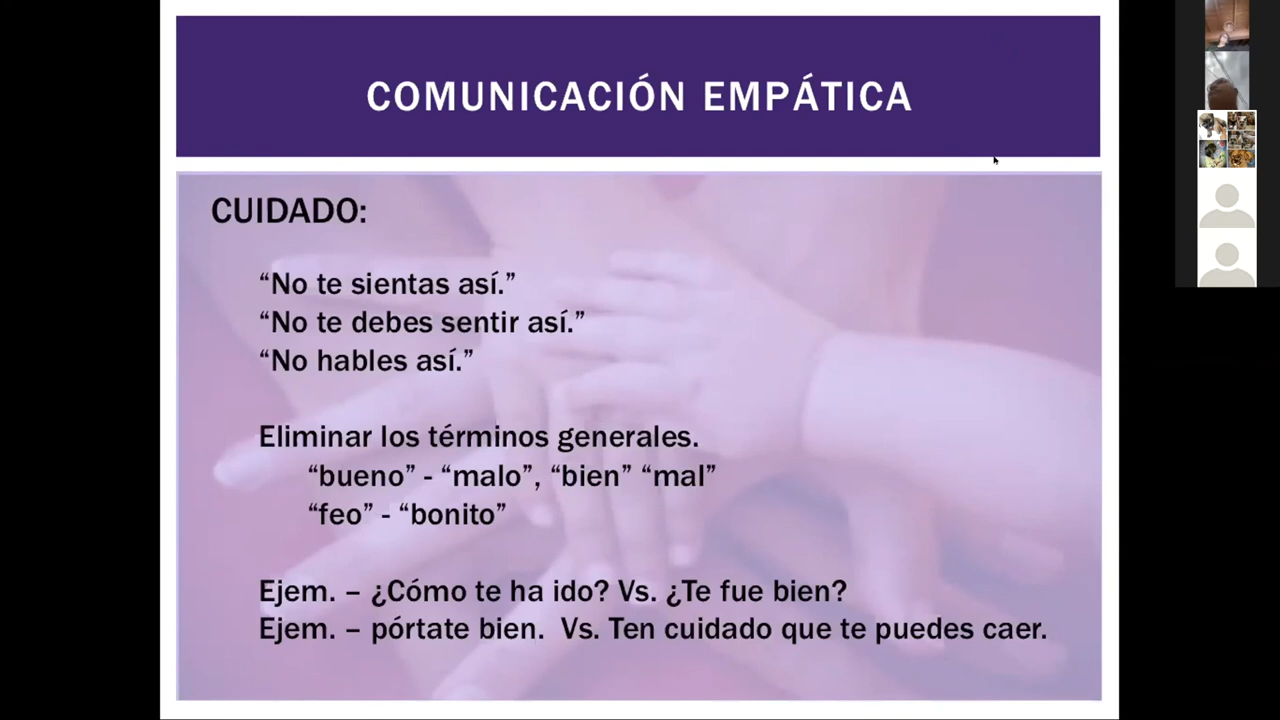 COMUNICACIÓN EMPÁTICA
CUIDADO:
“No te sientas así.”
“No te debes sentir así.”
“No hables así.”
Eliminar los términos generales.
“bueno” - “malo”, “bien” “mal”
“feo” - “bonito”
Ejem. – ¿Cómo te ha ido? Vs. ¿Te fue bien?
Ejem. – pórtate bien.  Vs. Ten cuidado que te puedes caer.